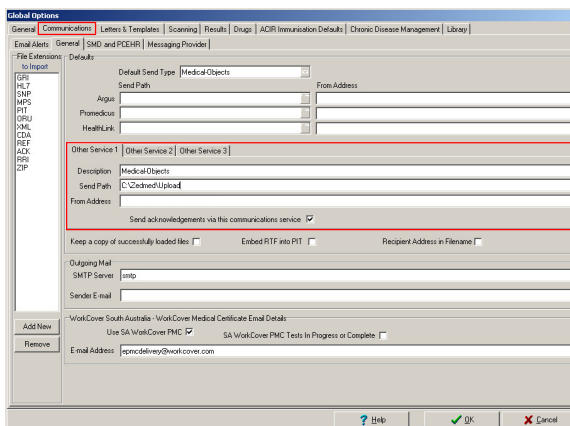 Global Options
General Communications Letters & Templates Scanning Results Drugs ACIR Immunisation Defaults Chronic Disease Management Library
Email Alerts General SMD and PCEHR Messaging Provider
File Extensions to Import
GRI
HL7
SNP
MPS
PIT
ORU
XML
CDA
REF
ACK
RRI
ZIP
Add New
Remove
Defaults
Default Send Type Medical-Objects
Send Path From Address
Argus
Promedicus
HealthLink
Other Service 1 Other Service 2 Other Service 3
Description Medical-Objects
Send Path C:\Zedmed\Upload
From Address
Send acknowledgements via this communications service
Keep a copy of successfully loaded files Embed RTF into PIT Recipient Address in Filename
Outgoing Mail
SMTP Server smtp
Sender E-mail
WorkCover South Australia - WorkCover Medical Certificate Email Details
Use SA WorkCover PMC SA WorkCover PMC Tests In Progress or Complete
E-mail Address epmcdelivery@workcover.com
? Help OK Cancel